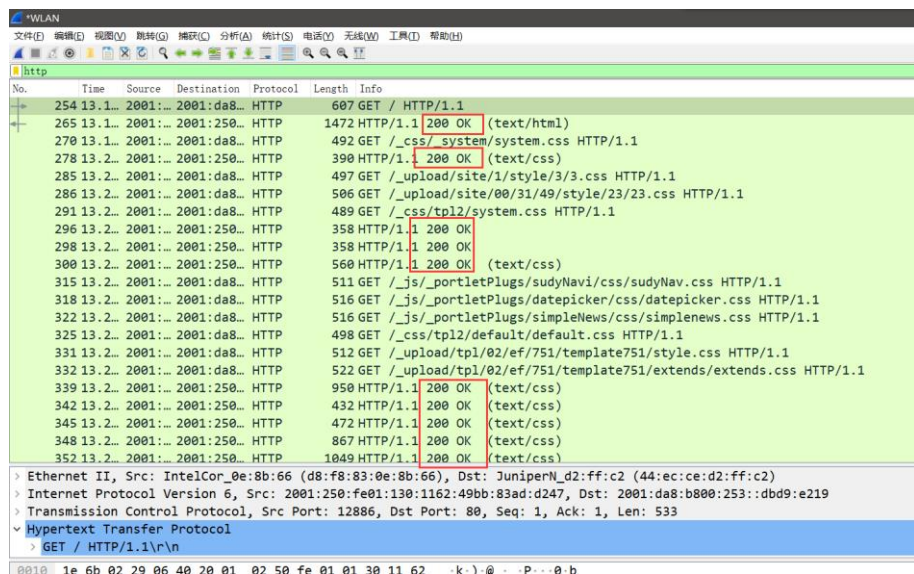 *WLAN
文件(F) 编辑(E) 视图(V) 跳转(G) 捕获(C) 分析(A) 统计(S) 电话(Y) 无线(W) 工具(T) 帮助(H)
http
No. Time Source Destination Protocol Length Info
254 13.1… 2001:… 2001:da8… HTTP 607 GET / HTTP/1.1
265 13.1… 2001:… 2001:250… HTTP 1472 HTTP/1.1 200 OK (text/html)
270 13.1… 2001:… 2001:da8… HTTP 492 GET /_css/_system/system.css HTTP/1.1
278 13.2… 2001:… 2001:250… HTTP 390 HTTP/1.1 200 OK (text/css)
285 13.2… 2001:… 2001:da8… HTTP 497 GET /_upload/site/1/style/3/3.css HTTP/1.1
286 13.2… 2001:… 2001:da8… HTTP 506 GET /_upload/site/00/31/49/style/23/23.css HTTP/1.1
291 13.2… 2001:… 2001:da8… HTTP 489 GET /_css/tpl2/system.css HTTP/1.1
296 13.2… 2001:… 2001:250… HTTP 358 HTTP/1.1 200 OK
298 13.2… 2001:… 2001:250… HTTP 358 HTTP/1.1 200 OK
300 13.2… 2001:… 2001:250… HTTP 560 HTTP/1.1 200 OK (text/css)
315 13.2… 2001:… 2001:da8… HTTP 511 GET /_js/_portletPlugs/sudyNavi/css/sudyNav.css HTTP/1.1
318 13.2… 2001:… 2001:da8… HTTP 516 GET /_js/_portletPlugs/datepicker/css/datepicker.css HTTP/1.1
322 13.2… 2001:… 2001:da8… HTTP 516 GET /_js/_portletPlugs/simpleNews/css/simplenews.css HTTP/1.1
325 13.2… 2001:… 2001:da8… HTTP 498 GET /_css/tpl2/default/default.css HTTP/1.1
331 13.2… 2001:… 2001:da8… HTTP 512 GET /_upload/tpl/02/ef/751/template751/style.css HTTP/1.1
332 13.2… 2001:… 2001:da8… HTTP 522 GET /_upload/tpl/02/ef/751/template751/extends/extends.css HTTP/1.1
339 13.2… 2001:… 2001:250… HTTP 950 HTTP/1.1 200 OK (text/css)
342 13.2… 2001:… 2001:250… HTTP 432 HTTP/1.1 200 OK (text/css)
345 13.2… 2001:… 2001:250… HTTP 472 HTTP/1.1 200 OK (text/css)
348 13.2… 2001:… 2001:250… HTTP 867 HTTP/1.1 200 OK (text/css)
352 13.2… 2001:… 2001:250… HTTP 1049 HTTP/1.1 200 OK (text/css)
Ethernet II, Src: IntelCor_0e:8b:66 (d8:f8:83:0e:8b:66), Dst: JuniperN_d2:ff:c2 (44:ec:ce:d2:ff:c2)
Internet Protocol Version 6, Src: 2001:250:fe01:130:1162:49bb:83ad:d247, Dst: 2001:da8:b800:253::dbd9:e219
Transmission Control Protocol, Src Port: 12886, Dst Port: 80, Seq: 1, Ack: 1, Len: 533
Hypertext Transfer Protocol
GET / HTTP/1.1\r\n
0010 1e 6b 02 29 06 40 20 01 02 50 fe 01 01 30 11 62 ·k·)·@ · ·P···0·b